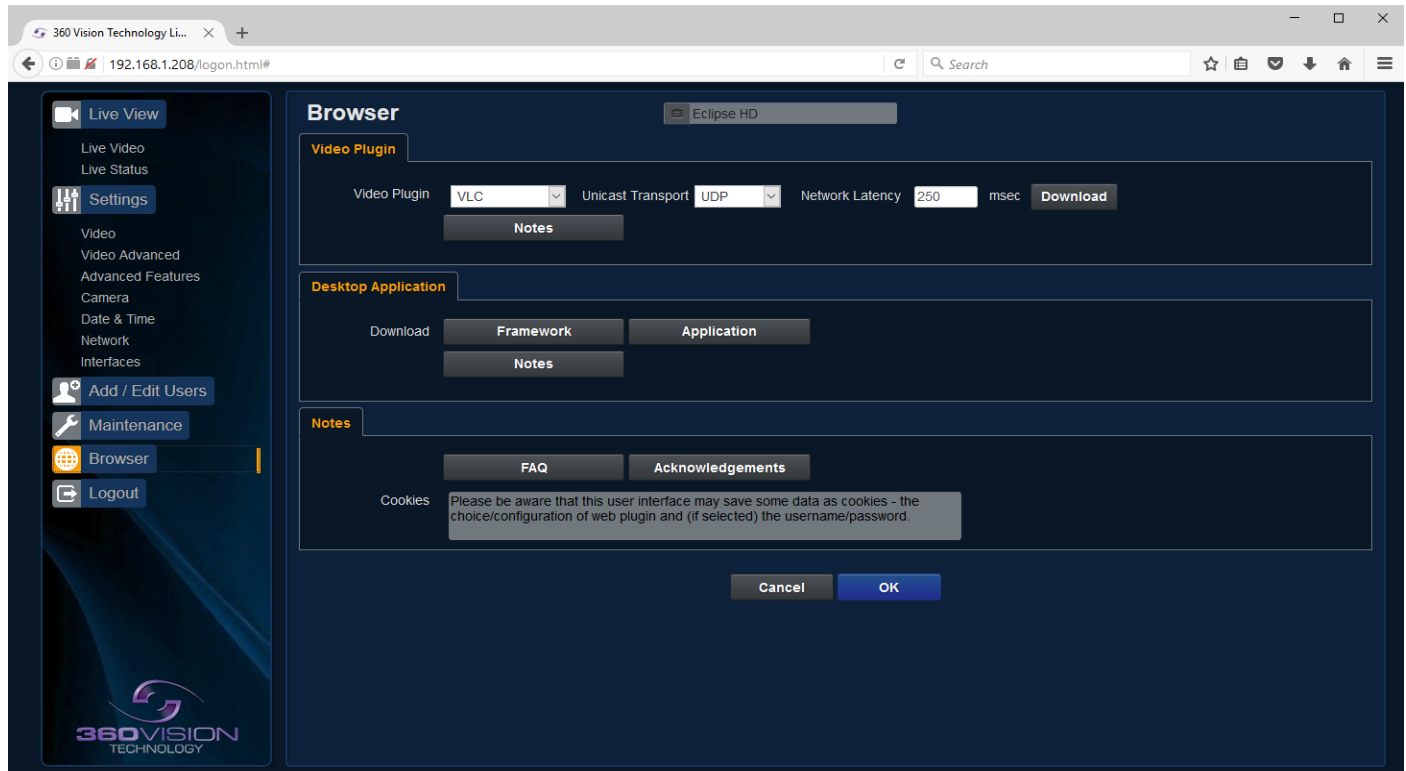 360 Vision Technology Li...
192.168.1.208/logon.html#
Search
Live View
Live Video
Live Status
Settings
Video
Video Advanced
Advanced Features
Camera
Date & Time
Network
Interfaces
Add / Edit Users
Maintenance
Browser
Logout
360VISION
TECHNOLOGY
Browser
Eclipse HD
Video Plugin
Video Plugin VLC Unicast Transport UDP Network Latency 250 msec Download
Notes
Desktop Application
Download Framework Application
Notes
Notes
FAQ Acknowledgements
Cookies Please be aware that this user interface may save some data as cookies - the
choice/configuration of web plugin and (if selected) the username/password.
Cancel OK